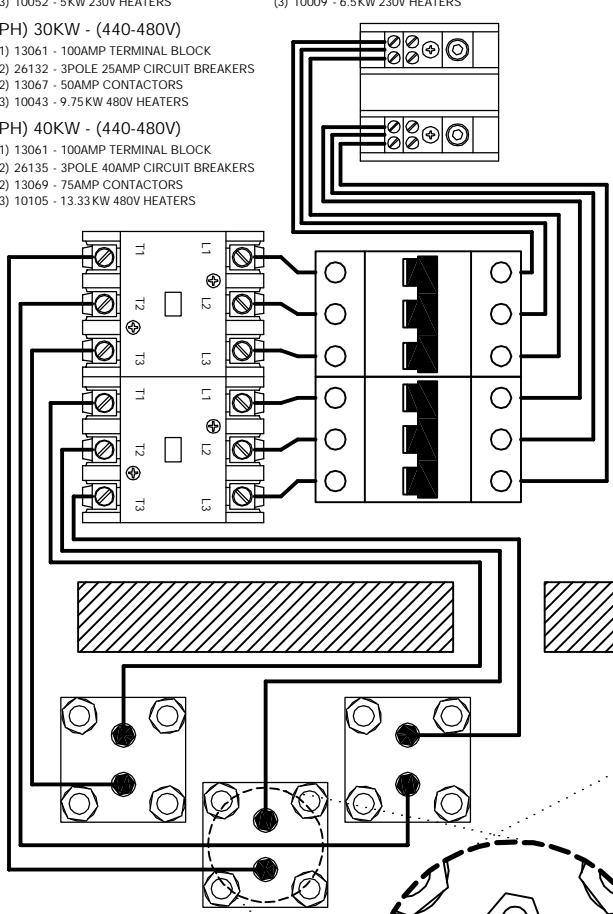 3) 10052 - 5KW 230V HEATERS
(3) 10009 - 6.5KW 230V HEATERS
PH) 30KW - (440-480V)
1) 13061 - 100AMP TERMINAL BLOCK
2) 26132 - 3POLE 25AMP CIRCUIT BREAKERS
2) 13067 - 50AMP CONTACTORS
3) 10043 - 9.75KW 480V HEATERS
PH) 40KW - (440-480V)
1) 13061 - 100AMP TERMINAL BLOCK
2) 26135 - 3POLE 40AMP CIRCUIT BREAKERS
2) 13069 - 75AMP CONTACTORS
3) 10105 - 13.33KW 480V HEATERS
T1 L1
T2 L2
T3 L3
T1 L1
T2 L2
T3 L3